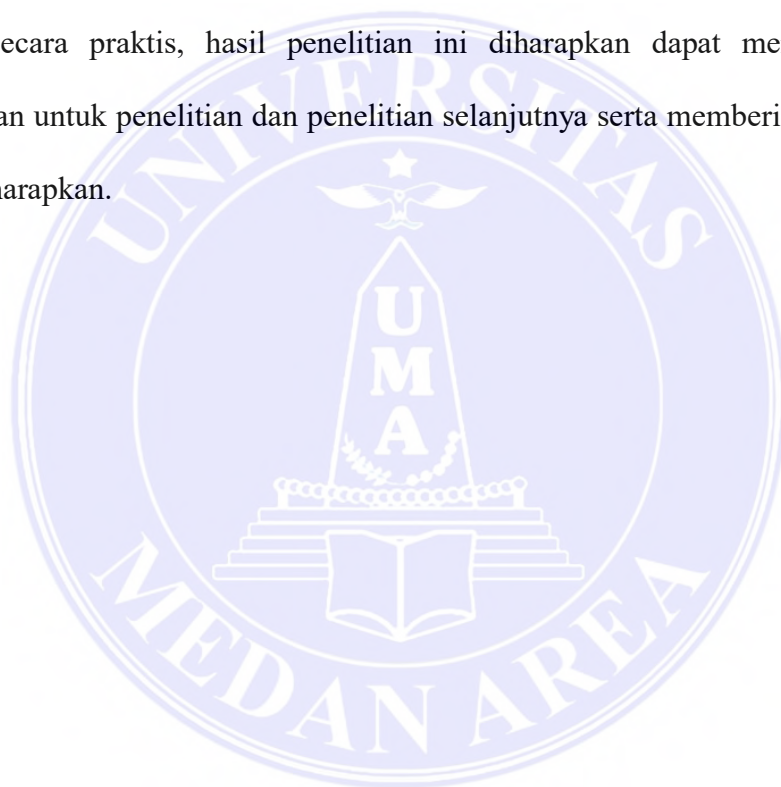 ecara praktis, hasil penelitian ini diharapkan dapat me
an untuk penelitian dan penelitian selanjutnya serta memberi
harapkan.
UNIVERSITAS
UMA
MEDAN AREA